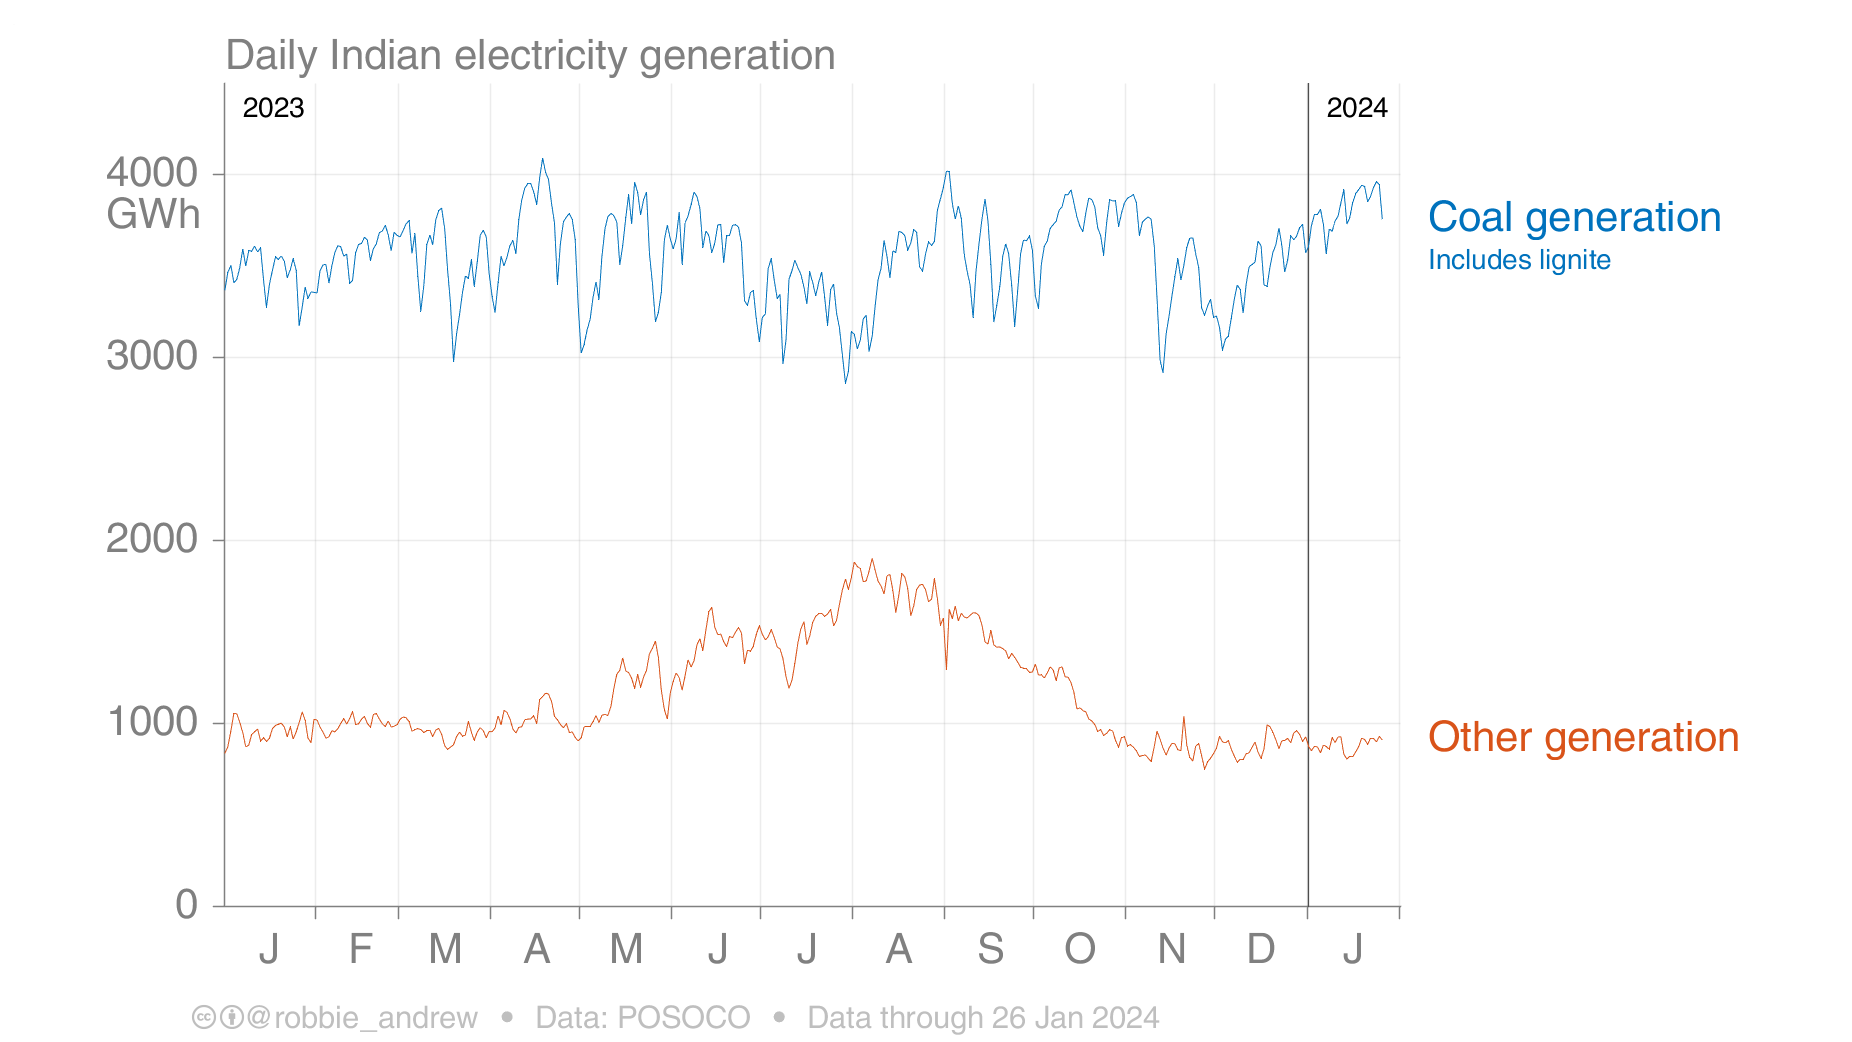 Daily Indian electricity generation
2023
2024
4000
GWh
3000
2000
1000
0
Coal generation
Includes lignite
Other generation
J F M A M J J A S O N D J
cc @robbie_andrew • Data: POSOCO • Data through 26 Jan 2024